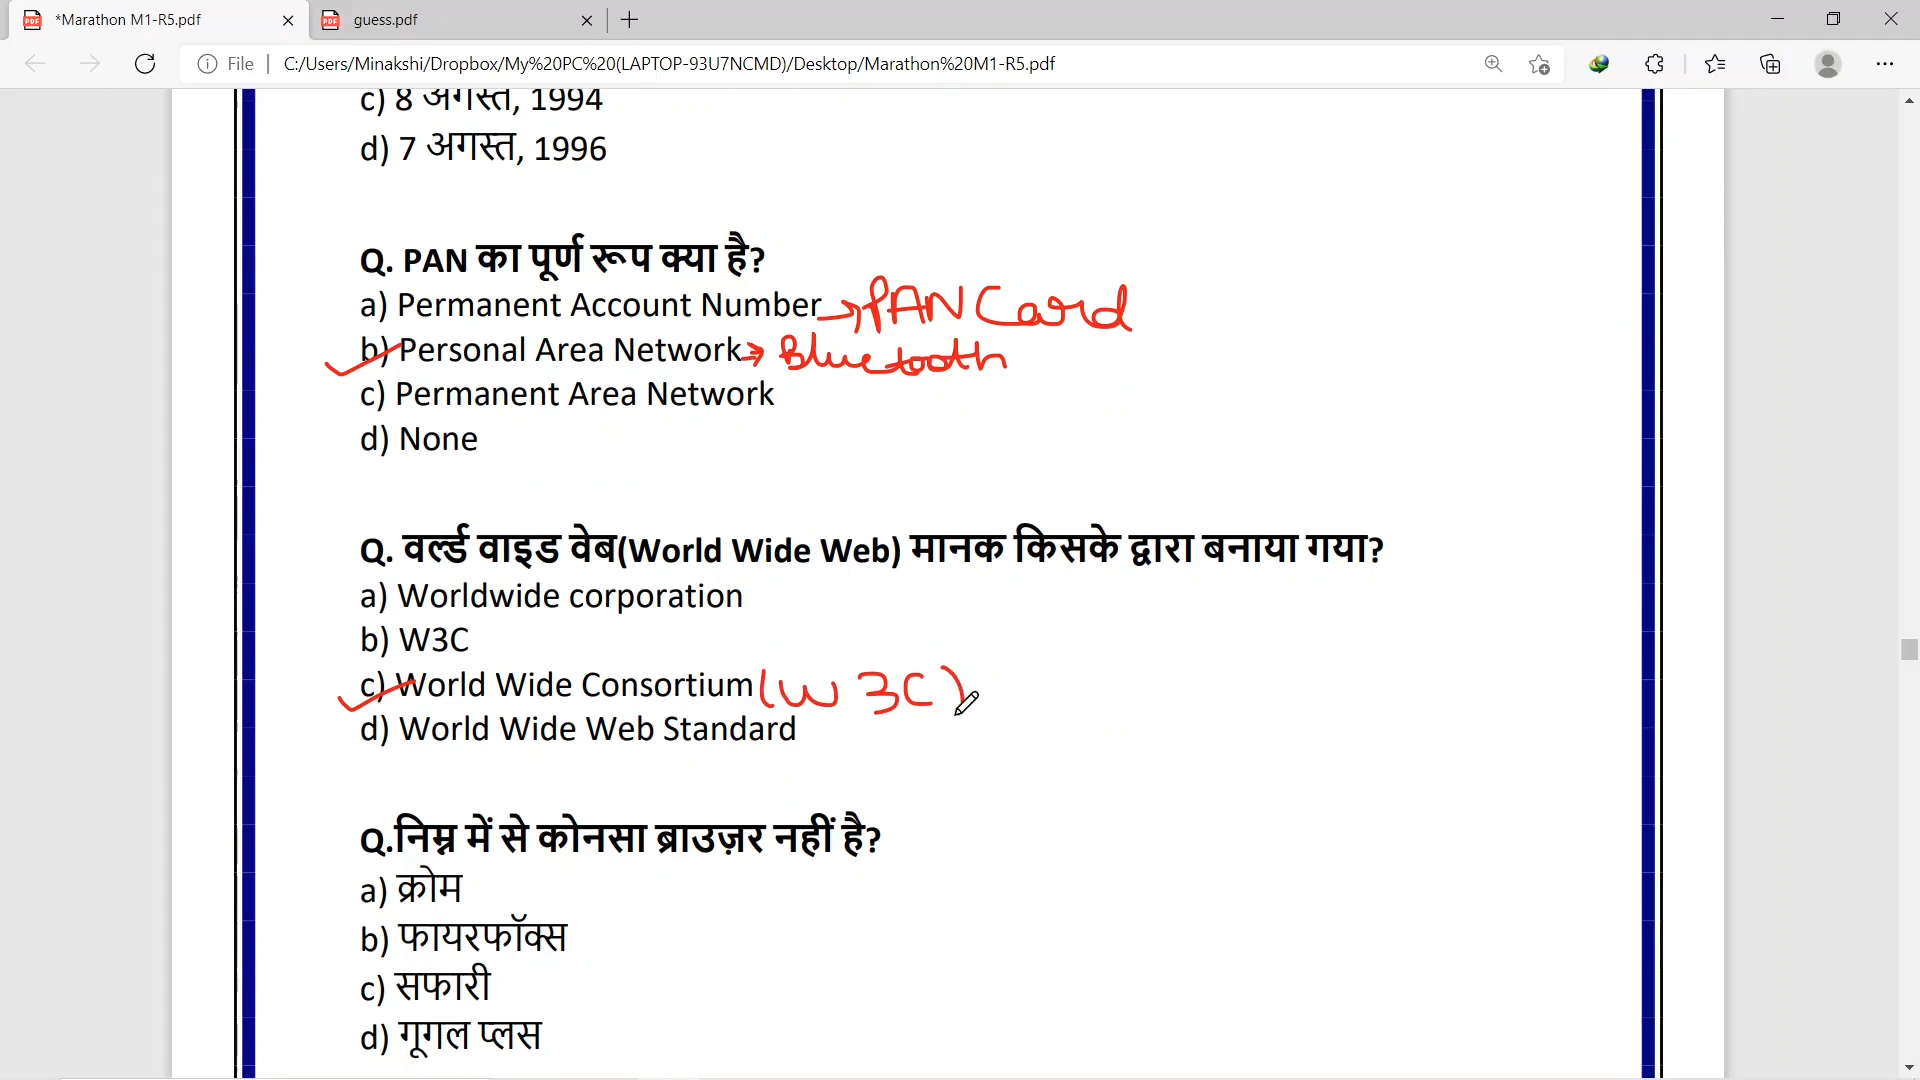 *Marathon M1-R5.pdf
guess.pdf
File
C:/Users/Minakshi/Dropbox/My%20PC%20(LAPTOP-93U7NCMD)/Desktop/Marathon%20M1-R5.pdf
c) 8 अगस्त, 1994
d) 7 अगस्त, 1996
Q. PAN का पूर्ण रूप क्या है?
a) Permanent Account Number → PAN Card
b) Personal Area Network → Bluetooth
c) Permanent Area Network
d) None
Q. वर्ल्ड वाइड वेब(World Wide Web) मानक किसके द्वारा बनाया गया?
a) Worldwide corporation
b) W3C
c) World Wide Consortium (W3C)
d) World Wide Web Standard
Q.निम्न में से कोनसा ब्राउज़र नहीं है?
a) क्रोम
b) फायरफॉक्स
c) सफारी
d) गूगल प्लस